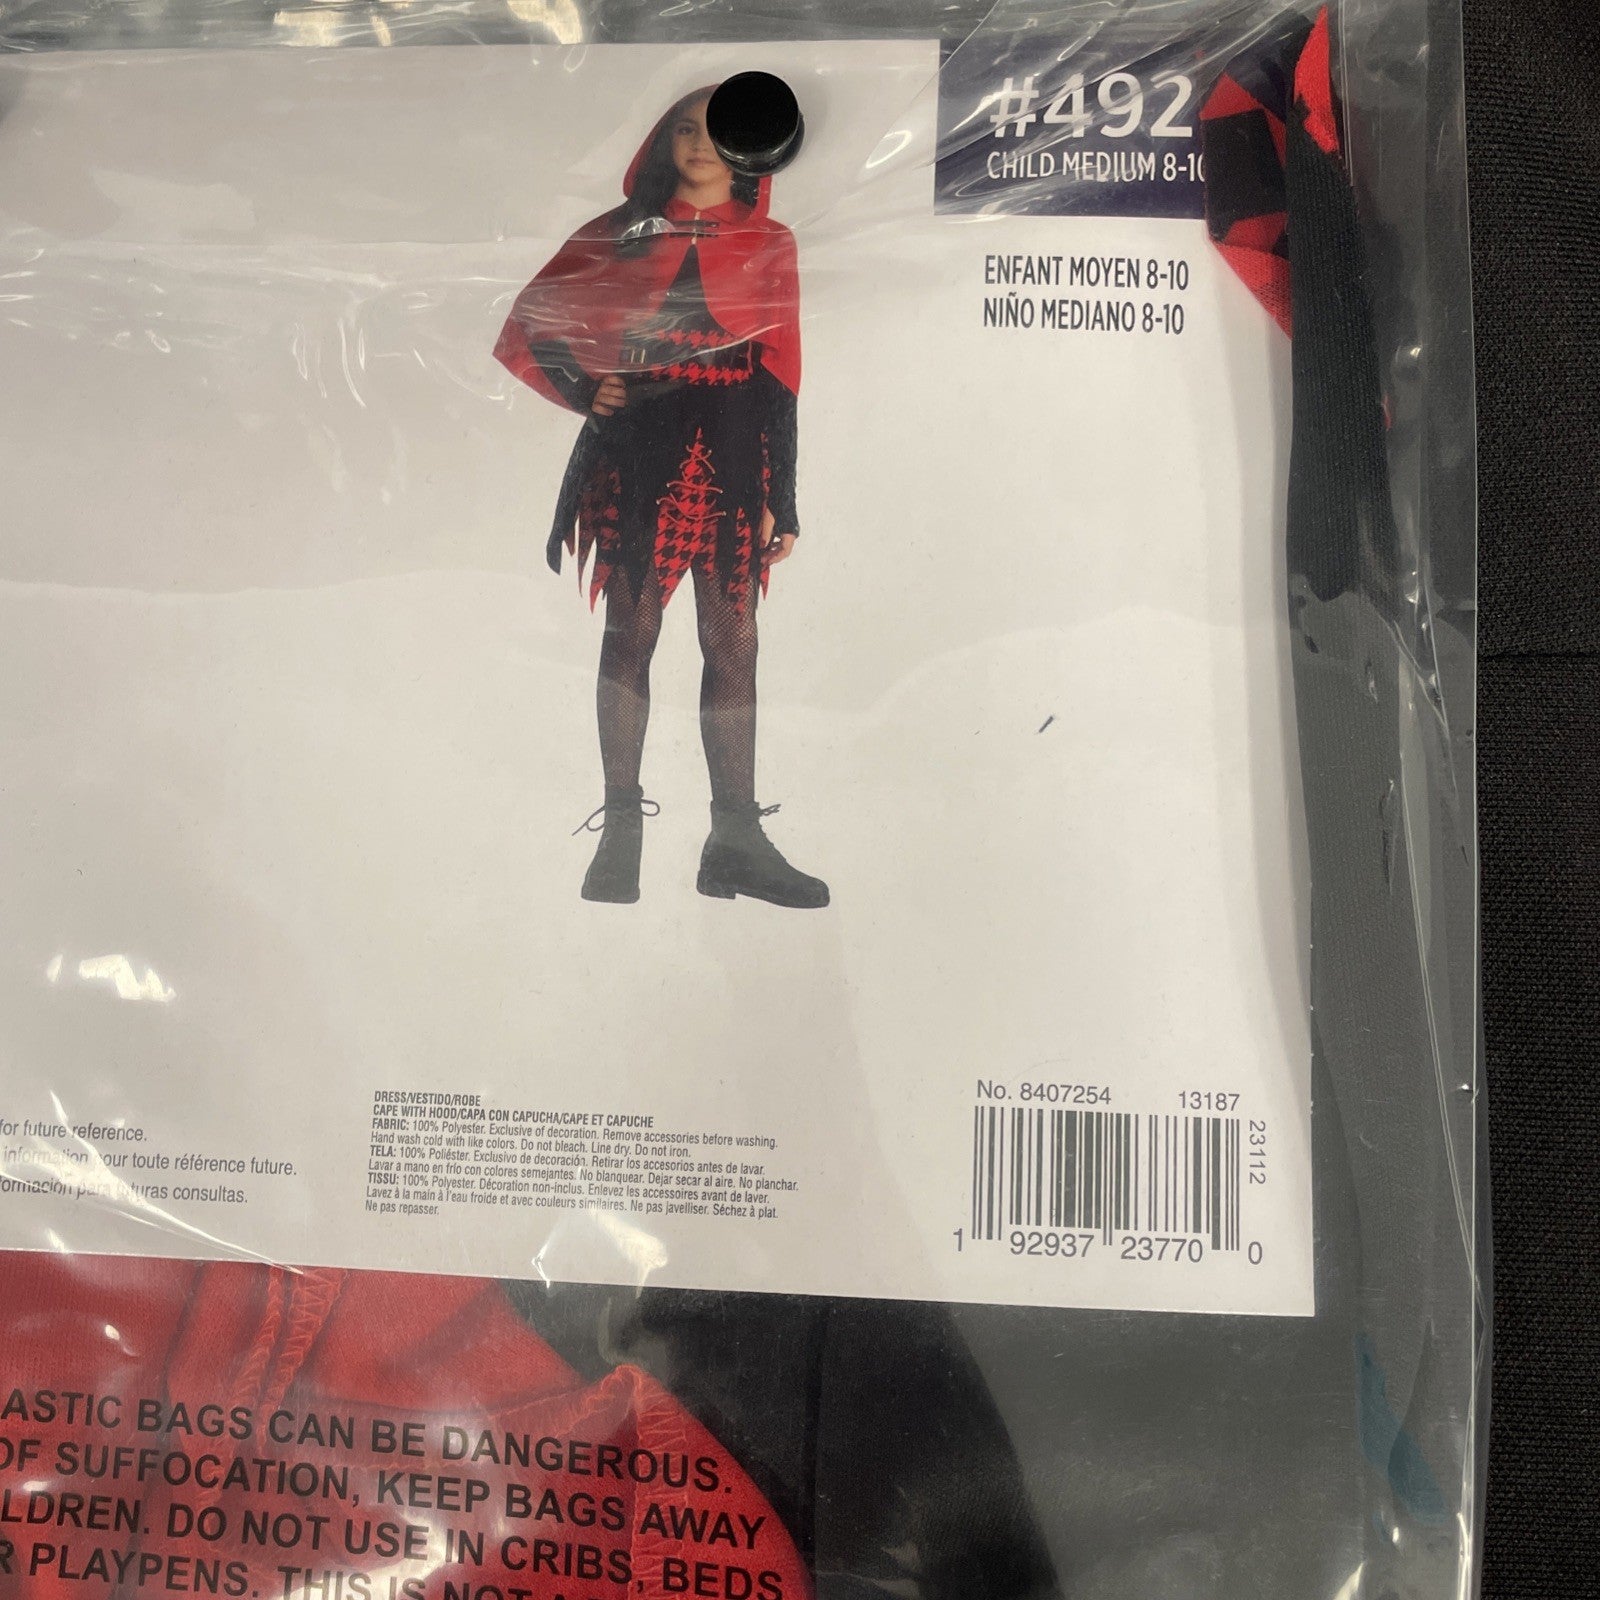 #492
CHILD MEDIUM 8-10
ENFANT MOYEN 8-10
NIÑO MEDIANO 8-10
for future reference.
information pour toute référence future.
para futuras consultas.
DRESS/VESTIDO/ROBE
CAPE WITH HOOD/CAPA CON CAPUCHA/CAPE ET CAPUCHE
FABRIC: 100% Polyester. Exclusive of decoration. Remove accessories before washing.
Hand wash cold with like colors. Do not bleach. Line dry. Do not iron.
TELA: 100% Poliéster. Exclusivo de decoración. Retirar los accesorios antes de lavar.
Lavar a mano en frío con colores semejantes. No blanquear. Dejar secar al aire. No planchar.
TISSU: 100% Polyester. Décoration non-inclus. Enlevez les accessoires avant de laver.
Lavez à la main à l'eau froide et avec couleurs similaires. Ne pas javelliser. Séchez à plat.
Ne pas repasser.
No. 8407254 13187
23112
1 92937 23770 0
ASTIC BAGS CAN BE DANGEROUS.
OF SUFFOCATION, KEEP BAGS AWAY
LDREN. DO NOT USE IN CRIBS, BEDS
R PLAYPENS. THIS IS NOT A